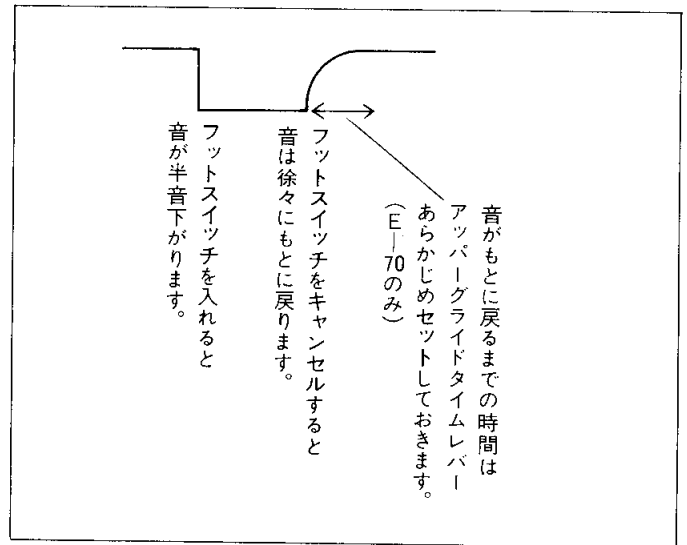 音がもとに戻るまでの時間は
アッパーグライドタイムレバー
あらかじめセットしておきます。
(E—70のみ)
フットスイッチをキャンセルすると
音は徐々にもとに戻ります。
フットスイッチを入れると
音が半音下がります。